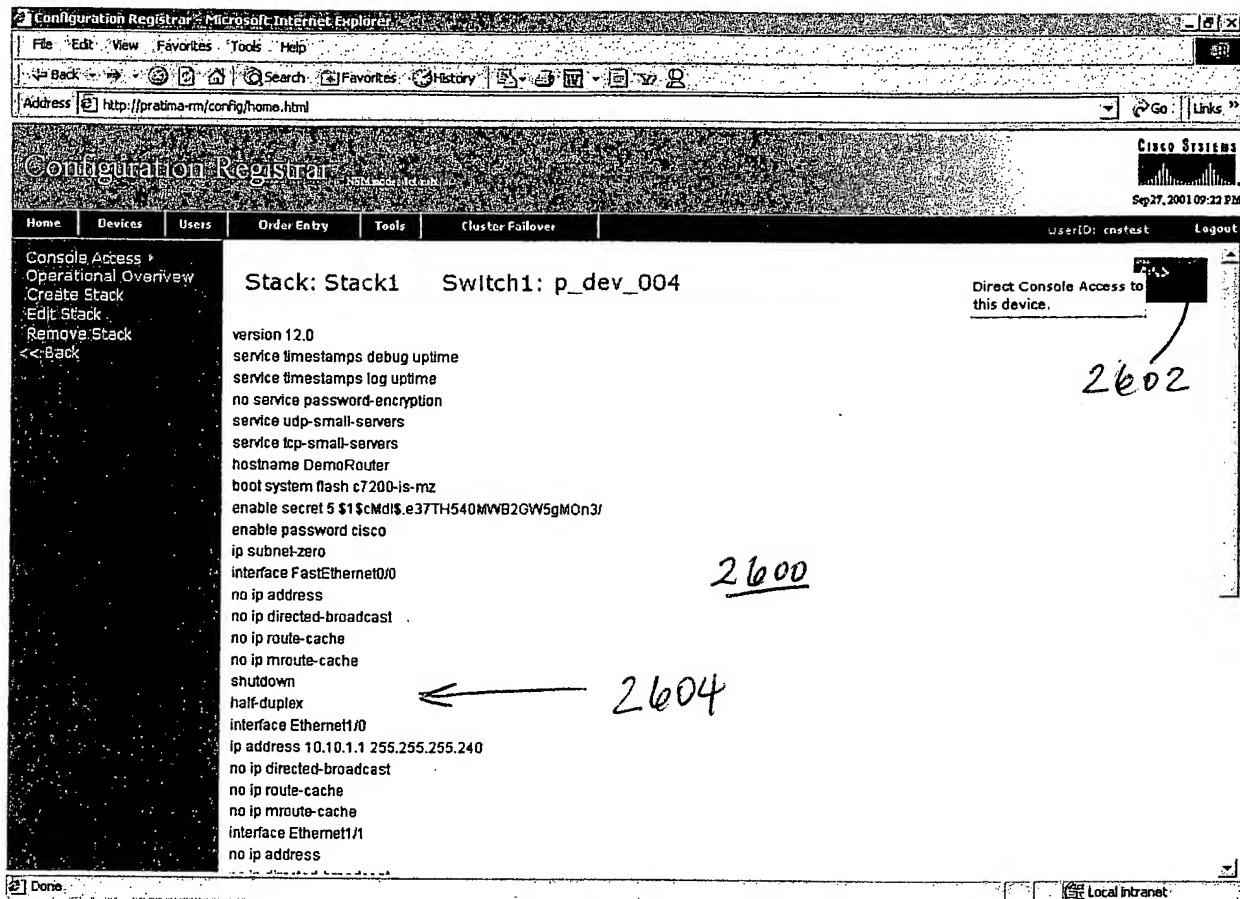 Configuration Registrar - Microsoft Internet Explorer
File Edit View Favorites Tools Help
Back Search Favorites History
Address http://pratima-rm/config/home.html Go Links »
Configuration Registrar
CISCO SYSTEMS
Sep 27, 2001 09:22 PM
Home Devices Users Order Entry Tools Cluster Failover userID: cnstest Logout
Console Access
Operational Overivew
Create Stack
Edit Stack
Remove Stack
<< Back
Stack: Stack1 Switch1: p_dev_004
Direct Console Access to
this device.
2602
version 12.0
service timestamps debug uptime
service timestamps log uptime
no service password-encryption
service udp-small-servers
service tcp-small-servers
hostname DemoRouter
boot system flash c7200-is-mz
enable secret 5 $1$cMdI$.e37TH540MWB2GW5gMOn3/
enable password cisco
ip subnet-zero
interface FastEthernet0/0
2600
no ip address
no ip directed-broadcast
no ip route-cache
no ip mroute-cache
shutdown
half-duplex
2604
interface Ethernet1/0
ip address 10.10.1.1 255.255.255.240
no ip directed-broadcast
no ip route-cache
no ip mroute-cache
interface Ethernet1/1
no ip address
no ip directed-broadcast
Done
Local intranet